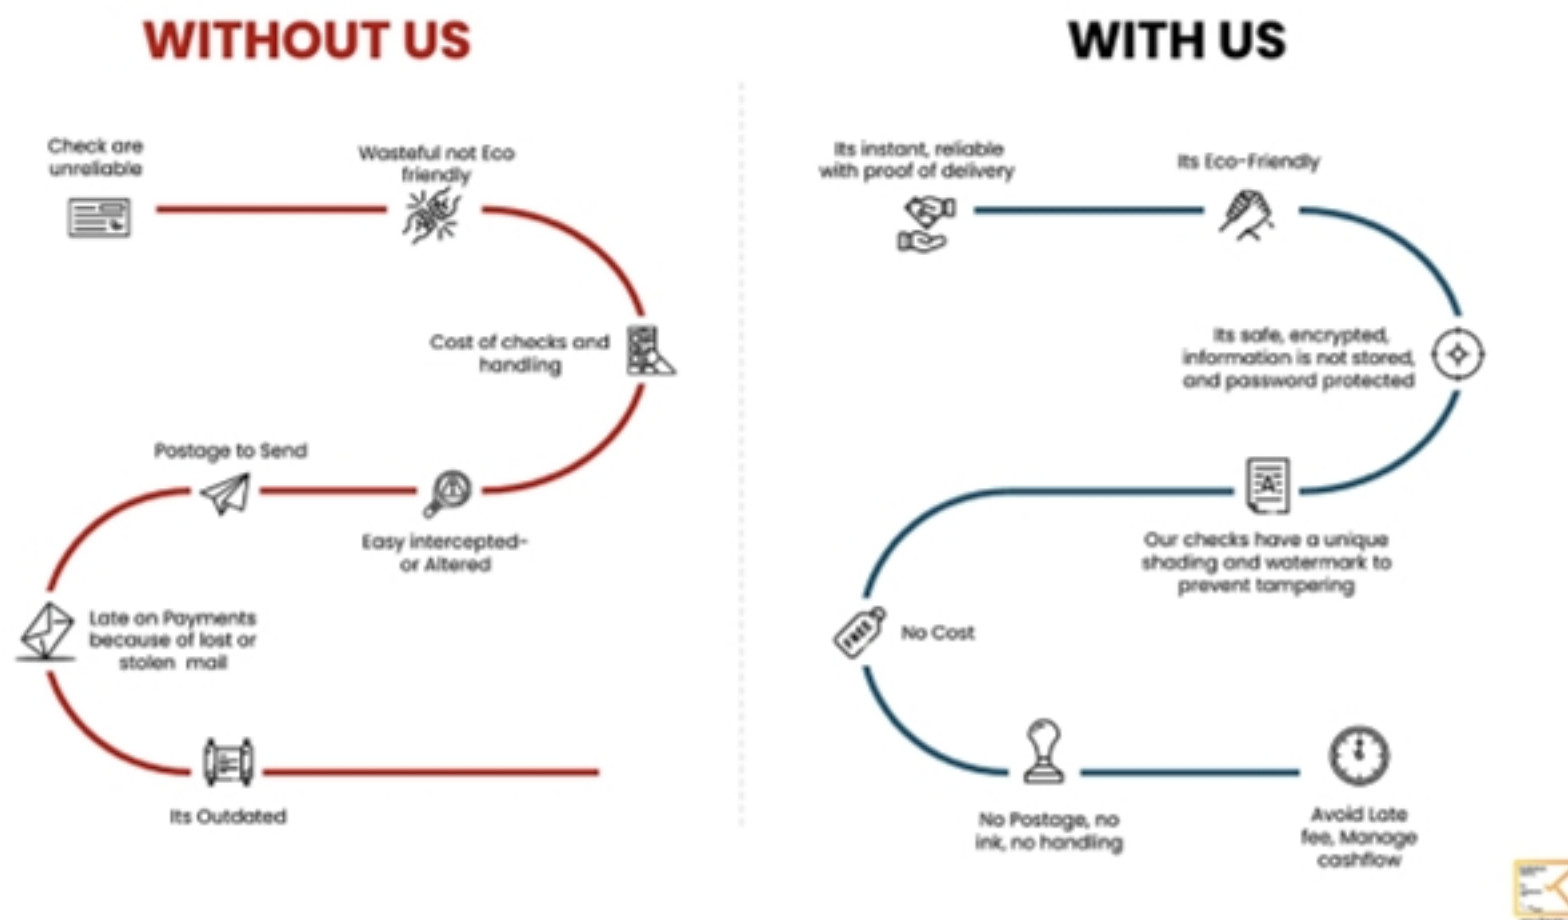 WITHOUT US
Check are
unreliable
Wasteful not Eco
friendly
Cost of checks and
handling
Easy intercepted-
or Altered
Postage to Send
Late on Payments
because of lost or
stolen mail
Its Outdated
WITH US
Its instant, reliable
with proof of delivery
Its Eco-Friendly
Its safe, encrypted,
information is not stored,
and password protected
A
Our checks have a unique
shading and watermark to
prevent tampering
FREE
No Cost
No Postage, no
ink, no handling
Avoid Late
fee, Manage
cashflow